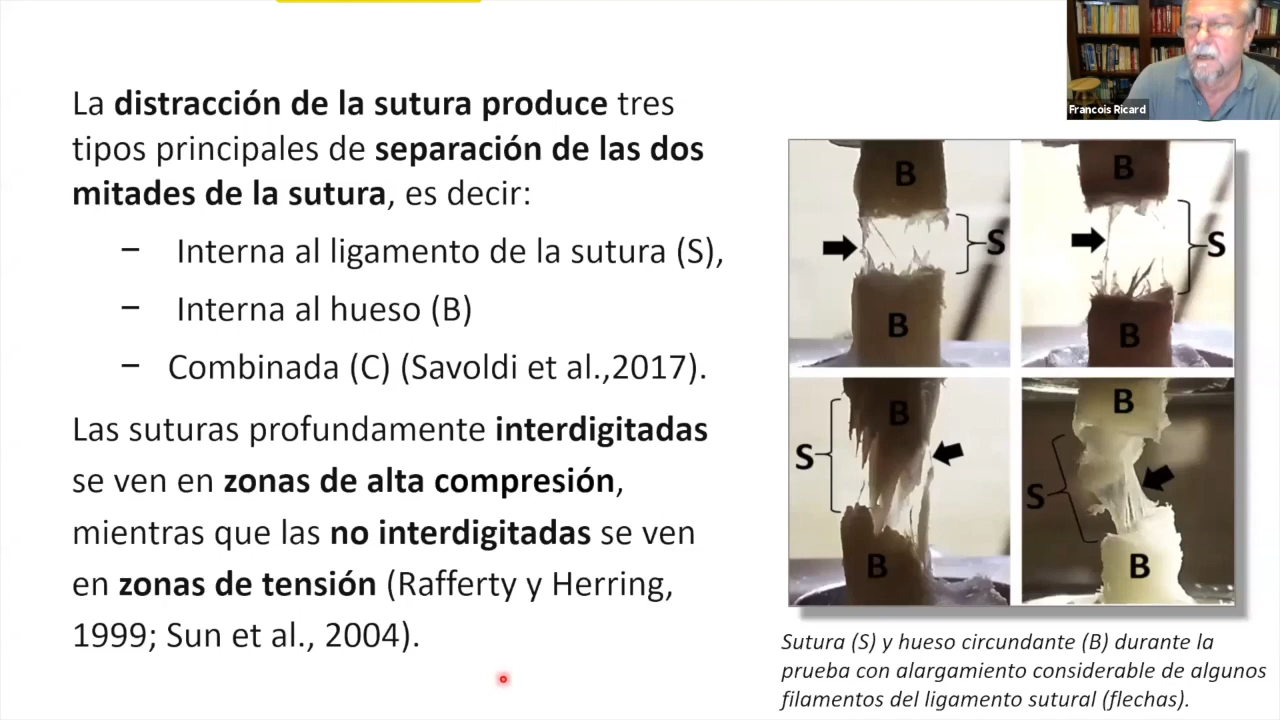 La distracción de la sutura produce tres
tipos principales de separación de las dos
mitades de la sutura, es decir:
– Interna al ligamento de la sutura (S),
– Interna al hueso (B)
– Combinada (C) (Savoldi et al.,2017).
Las suturas profundamente interdigitadas
se ven en zonas de alta compresión,
mientras que las no interdigitadas se ven
en zonas de tensión (Rafferty y Herring,
1999; Sun et al., 2004).
Francois Ricard
B
S
B
B
S
B
B
S
B
B
S
B
Sutura (S) y hueso circundante (B) durante la
prueba con alargamiento considerable de algunos
filamentos del ligamento sutural (flechas).